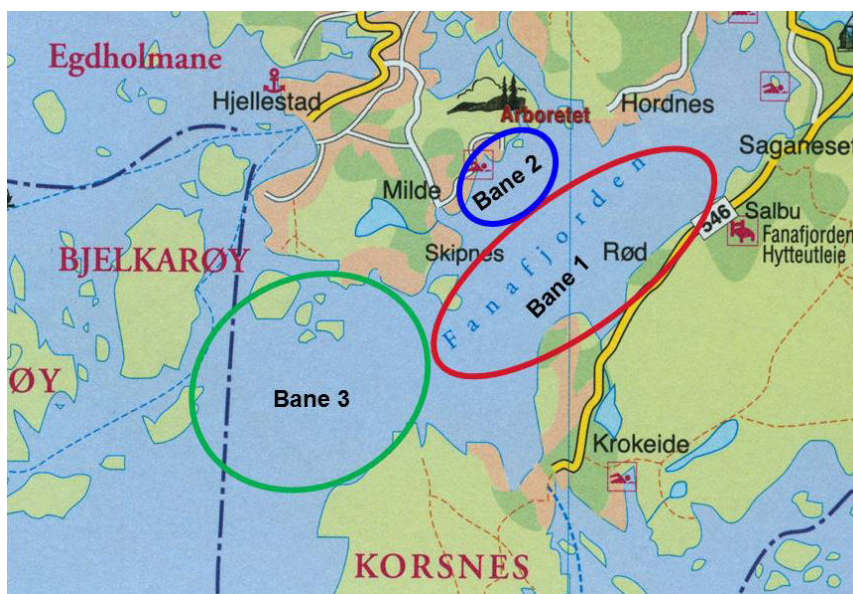 Egdholmane
Hjellestad
Hordnes
Arboretet
Saganeset
Bane 2
Milde
546
Salbu
Fanafjorden
Hytteutleie
BJELKARØY
Skipnes
Rød
Fanafjorden
Bane 1
ØY
Bane 3
Krokeide
KORSNES